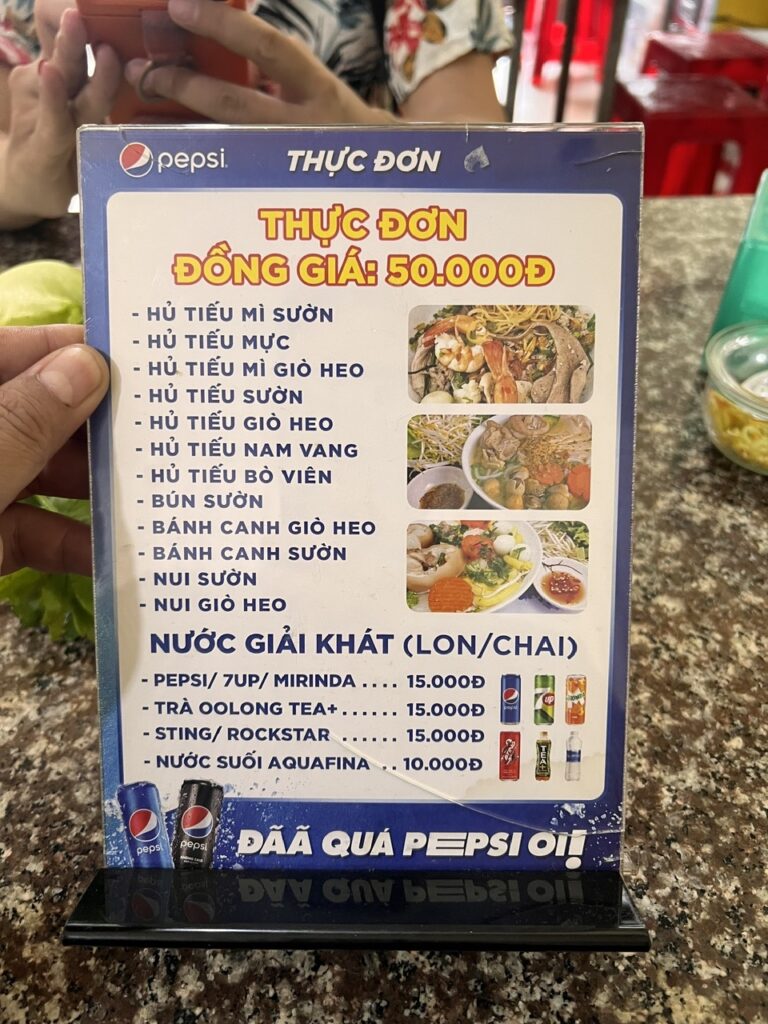 pepsi
THỰC ĐƠN
THỰC ĐƠN
ĐỒNG GIÁ: 50.000Đ
- HỦ TIẾU MÌ SƯỜN
- HỦ TIẾU MỰC
- HỦ TIẾU MÌ GIÒ HEO
- HỦ TIẾU SƯỜN
- HỦ TIẾU GIÒ HEO
- HỦ TIẾU NAM VANG
- HỦ TIẾU BÒ VIÊN
- BÚN SƯỜN
- BÁNH CANH GIÒ HEO
- BÁNH CANH SƯỜN
- NUI SƯỜN
- NUI GIÒ HEO
NƯỚC GIẢI KHÁT (LON/CHAI)
- PEPSI/ 7UP/ MIRINDA .... 15.000Đ
- TRÀ OOLONG TEA+...... 15.000Đ
- STING/ ROCKSTAR ...... 15.000Đ
- NƯỚC SUỐI AQUAFINA .. 10.000Đ
pepsi
pepsi
ĐÃÃ QUÁ PEPSI ƠI!